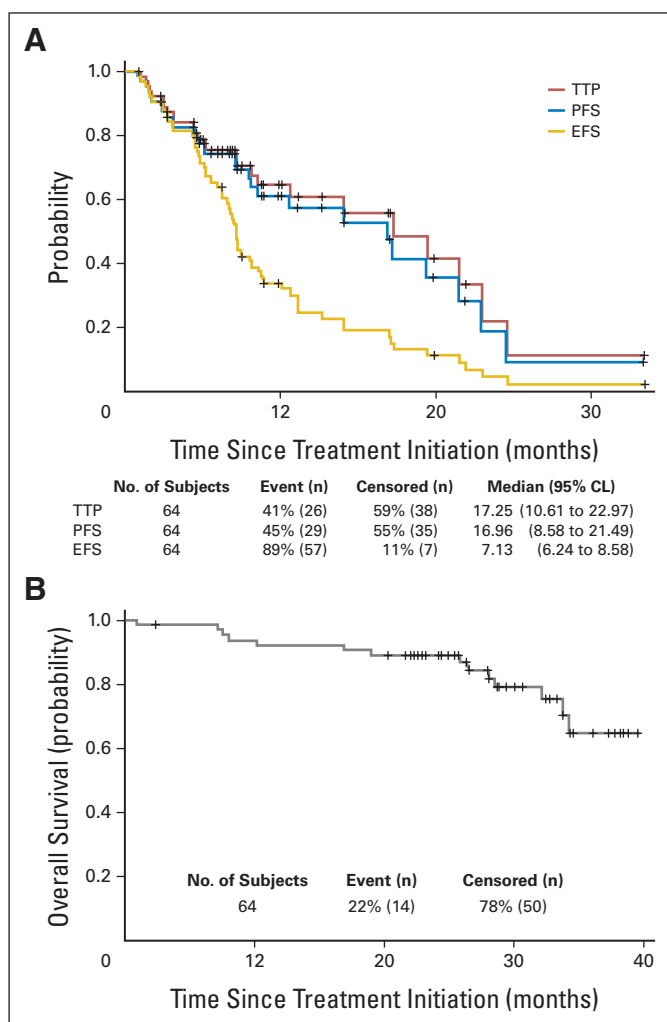 A
1.0
0.8
0.6
0.4
0.2
0
12
20
30
Probability
Time Since Treatment Initiation (months)
TTP
PFS
EFS
No. of Subjects Event (n) Censored (n) Median (95% CL)
TTP 64 41% (26) 59% (38) 17.25 (10.61 to 22.97)
PFS 64 45% (29) 55% (35) 16.96 (8.58 to 21.49)
EFS 64 89% (57) 11% (7) 7.13 (6.24 to 8.58)
B
1.0
0.8
0.6
0.4
0.2
0
12
20
30
40
Overall Survival (probability)
No. of Subjects Event (n) Censored (n)
64 22% (14) 78% (50)
Time Since Treatment Initiation (months)